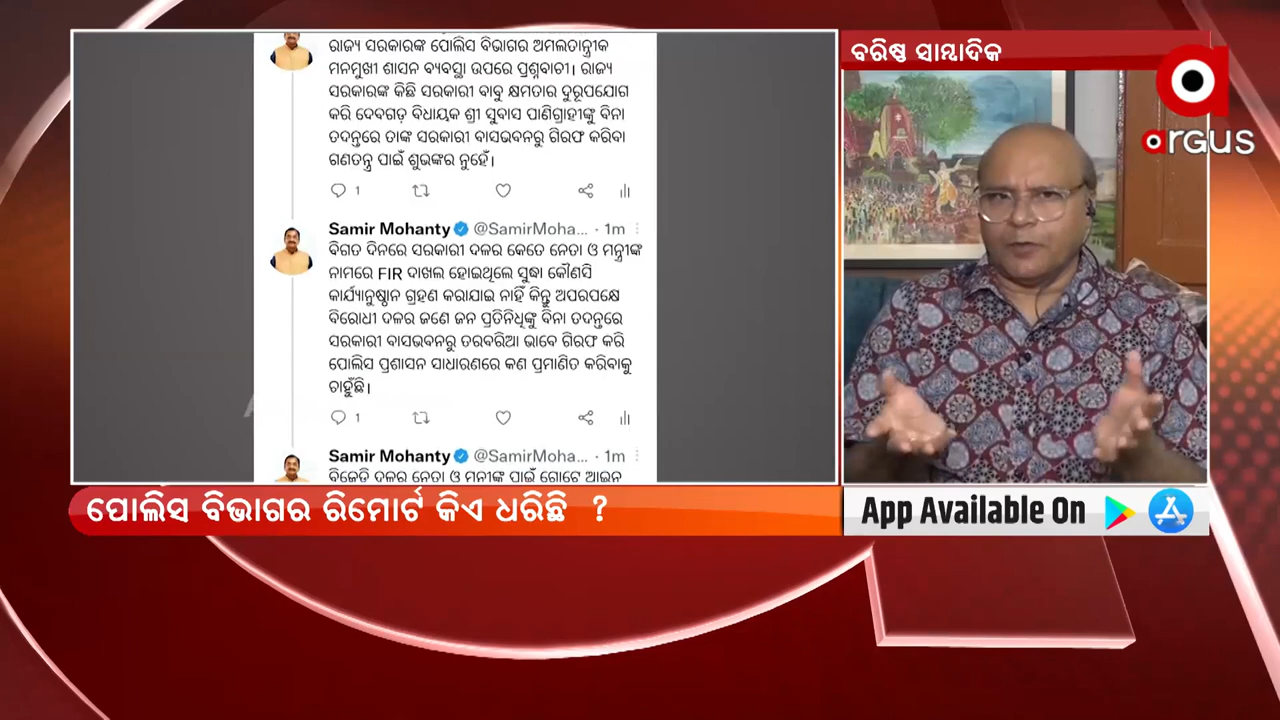 ରାଜ୍ୟ ସରକାରଙ୍କ ପୋଲିସ ବିଭାଗର ଅମଲତାନ୍ତ୍ରୀକ
ମନମୁଖୀ ଶାସନ ବ୍ୟବସ୍ଥା ଉପରେ ପ୍ରଶ୍ନବାଚୀ। ରାଜ୍ୟ
ସରକାରଙ୍କ କିଛି ସରକାରୀ ବାବୁ କ୍ଷମତାର ଦୁରୂପଯୋଗ
କରି ଦେବଗଡ଼ ବିଧାୟକ ଶ୍ରୀ ସୁବାସ ପାଣିଗ୍ରାହୀଙ୍କୁ ବିନା
ତଦନ୍ତରେ ତାଙ୍କ ସରକାରୀ ବାସଭବନରୁ ଗିରଫ କରିବା
ଗଣତନ୍ତ୍ର ପାଇଁ ଶୁଭଙ୍କର ନୁହେଁ।
1
Samir Mohanty @SamirMoha... · 1m
ବିଗତ ଦିନରେ ସରକାରୀ ଦଳର କେତେ ନେତା ଓ ମନ୍ତ୍ରୀଙ୍କ
ନାମରେ FIR ଦାଖଲ ହୋଇଥିଲେ ସୁଦ୍ଧା କୌଣସି
କାର୍ଯ୍ୟାନୁଷ୍ଠାନ ଗ୍ରହଣ କରାଯାଇ ନାହିଁ କିନ୍ତୁ ଅପରପକ୍ଷେ
ବିରୋଧୀ ଦଳର ଜଣେ ଜନ ପ୍ରତିନିଧିଙ୍କୁ ବିନା ତଦନ୍ତରେ
ସରକାରୀ ବାସଭବନରୁ ତରବରିଆ ଭାବେ ଗିରଫ କରି
ପୋଲିସ ପ୍ରଶାସନ ସାଧାରଣରେ କଣ ପ୍ରମାଣିତ କରିବାକୁ
ଚାହୁଁଛି।
1
Samir Mohanty @SamirMoha... · 1m
ବିଜେଡି ଦଳର ନେତା ଓ ମନ୍ତ୍ରୀଙ୍କ ପାଇଁ ଗୋଟେ ଆଇନ
ବରିଷ୍ଠ ସାମ୍ବାଦିକ
argus
ପୋଲିସ ବିଭାଗର ରିମୋର୍ଟ କିଏ ଧରିଛି ?
App Available On